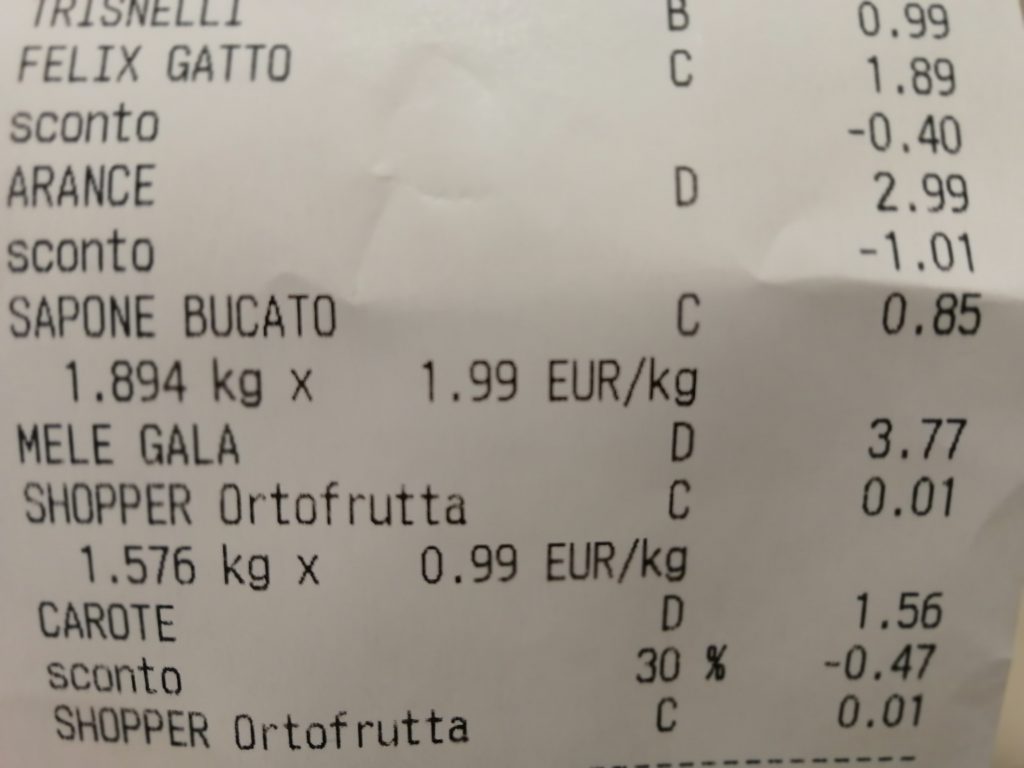 TRISNELLI B 0.99
FELIX GATTO C 1.89
sconto -0.40
ARANCE D 2.99
sconto -1.01
SAPONE BUCATO C 0.85
1.894 kg x 1.99 EUR/kg
MELE GALA D 3.77
SHOPPER Ortofrutta C 0.01
1.576 kg x 0.99 EUR/kg
CAROTE D 1.56
sconto 30 % -0.47
SHOPPER Ortofrutta C 0.01